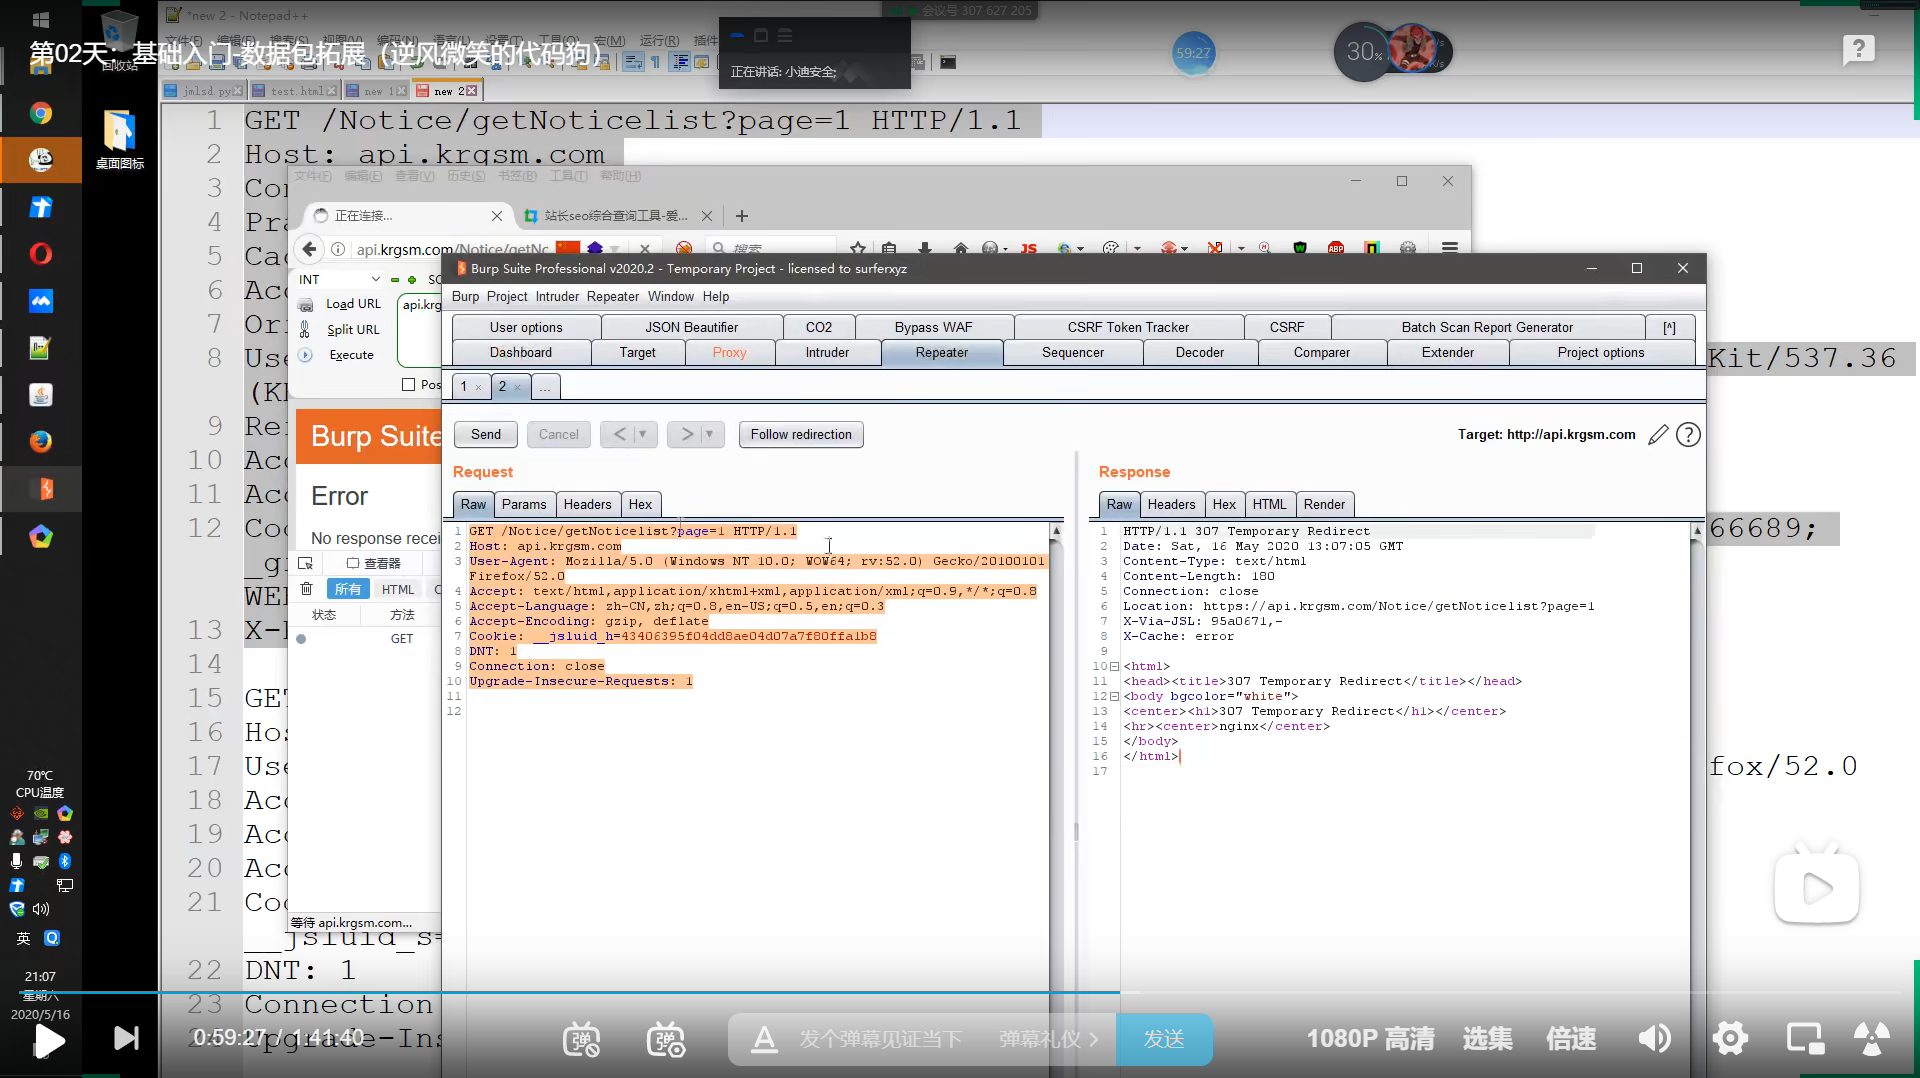 *new 2 - Notepad++
会议号 307 627 205
第02天：基础入门-数据包拓展（逆风微笑的代码狗）
回收站
正在讲话: 小迪安全;
59:27
30%
jmlsd.py
test.html
new 1
new 2
桌面图标
1 GET /Notice/getNoticelist?page=1 HTTP/1.1
2 Host: api.krgsm.com
3 Cor
4 Pra
5 Cac
6 Acc
7 Ori
8 Use
Kit/537.36
(KH
9 Re
10 Acc
11 Acc
12 Coo
66689;
_gi
WEB
13 X-
14
15 GET
16 Hos
17 Use
fox/52.0
18 Acc
19 Acc
20 Acc
21 Coo
__jsluid_s=
22 DNT: 1
23 Connection
Upgrade-Ins
文件(F) 编辑(E) 查看(V) 历史(S) 书签(B) 工具(T) 帮助(H)
正在连接...
站长seo综合查询工具-爱...
api.krgsm.com/Notice/getNo
搜索
INT
Load URL
api.krg
Split URL
Execute
Pos
Burp Suite
Error
No response recei
查看器
所有
HTML
状态
方法
GET
等待 api.krgsm.com...
Burp Suite Professional v2020.2 - Temporary Project - licensed to surferxyz
Burp Project Intruder Repeater Window Help
User options
JSON Beautifier
CO2
Bypass WAF
CSRF Token Tracker
CSRF
Batch Scan Report Generator
[^]
Dashboard
Target
Proxy
Intruder
Repeater
Sequencer
Decoder
Comparer
Extender
Project options
1 ×
2 ×
...
Send
Cancel
<
>
Follow redirection
Target: http://api.krgsm.com
Request
Raw Params Headers Hex
1 GET /Notice/getNoticelist?page=1 HTTP/1.1
2 Host: api.krgsm.com
3 User-Agent: Mozilla/5.0 (Windows NT 10.0; WOW64; rv:52.0) Gecko/20100101
Firefox/52.0
4 Accept: text/html,application/xhtml+xml,application/xml;q=0.9,*/*;q=0.8
5 Accept-Language: zh-CN,zh;q=0.8,en-US;q=0.5,en;q=0.3
6 Accept-Encoding: gzip, deflate
7 Cookie: __jsluid_h=43406395f04dd8ae04d07a7f80ffa1b8
8 DNT: 1
9 Connection: close
10 Upgrade-Insecure-Requests: 1
11
12
Response
Raw Headers Hex HTML Render
1 HTTP/1.1 307 Temporary Redirect
2 Date: Sat, 16 May 2020 13:07:05 GMT
3 Content-Type: text/html
4 Content-Length: 180
5 Connection: close
6 Location: https://api.krgsm.com/Notice/getNoticelist?page=1
7 X-Via-JSL: 95a0671,-
8 X-Cache: error
9
10 <html>
11 <head><title>307 Temporary Redirect</title></head>
12 <body bgcolor="white">
13 <center><h1>307 Temporary Redirect</h1></center>
14 <hr><center>nginx</center>
15 </body>
16 </html>
17
70℃
CPU温度
英
21:07
星期六
2020/5/16
0:59:27 / 1:41:40
发个弹幕见证当下
弹幕礼仪 >
发送
1080P 高清
选集
倍速